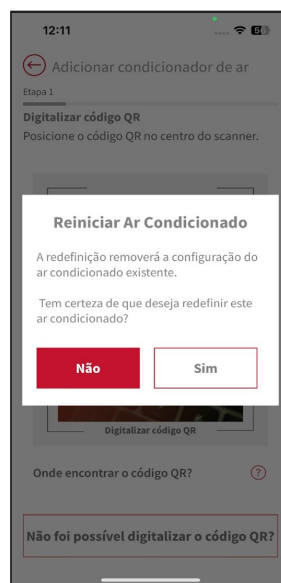 12:11
Adicionar condicionador de ar
Etapa 1
Digitalizar código QR
Posicione o código QR no centro do scanner.
Reiniciar Ar Condicionado
A redefinição removerá a configuração do
ar condicionado existente.
Tem certeza de que deseja redefinir este
ar condicionado?
Não
Sim
Digitalizar código QR
Onde encontrar o código QR?
?
Não foi possível digitalizar o código QR?